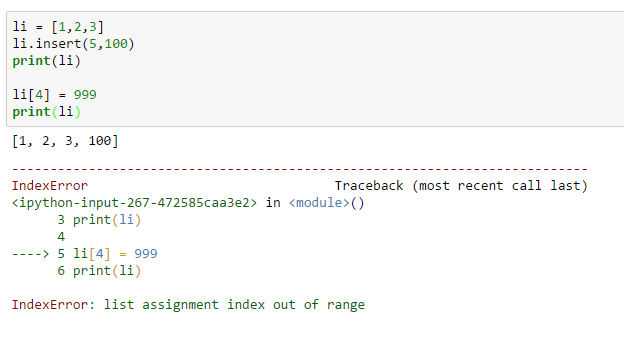 li = [1,2,3]
li.insert(5,100)
print(li)
li[4] = 999
print(li)
[1, 2, 3, 100]
---------------------------------------------------------------------------
IndexError                                Traceback (most recent call last)
<ipython-input-267-472585caa3e2> in <module>()
      3 print(li)
      4
----> 5 li[4] = 999
      6 print(li)
IndexError: list assignment index out of range